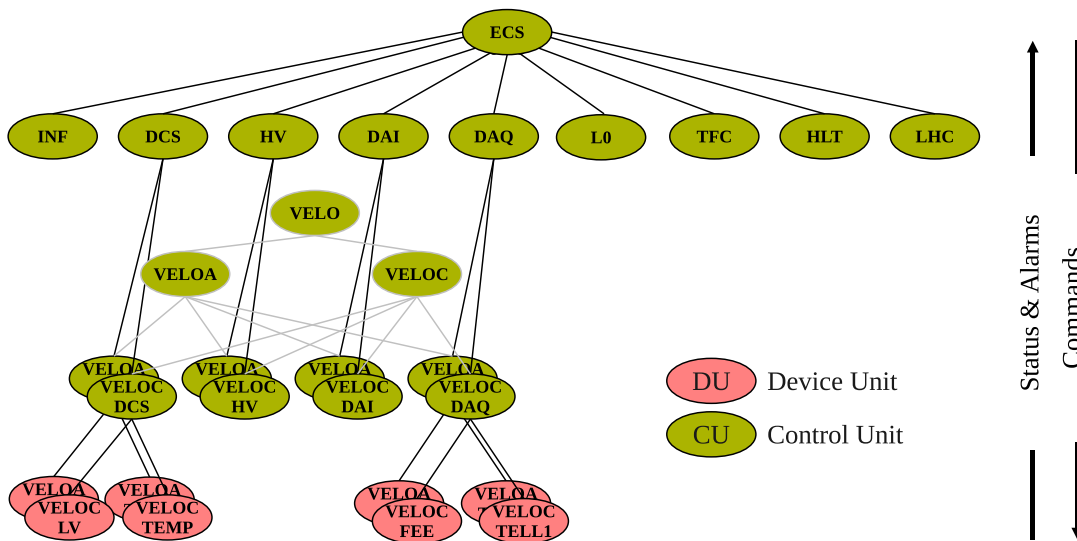 ECS
INF
DCS
HV
DAI
DAQ
L0
TFC
HLT
LHC
VELO
VELOA
VELOC
VELOA
VELOC
DCS
VELOA
VELOC
HV
VELOA
VELOC
DAI
VELOA
VELOC
DAQ
DU Device Unit
CU Control Unit
VELOA
VELOC
LV
VELOA
VELOC
TEMP
VELOA
VELOC
FEE
VELOA
VELOC
TELL1
Status & Alarms
Commands